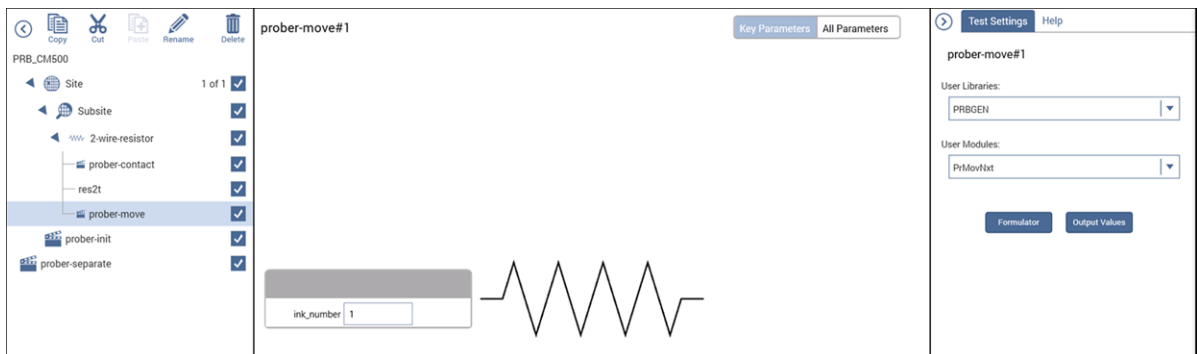 Copy Cut Paste Rename Delete
PRB_CM500
Site 1 of 1
Subsite
2-wire-resistor
prober-contact
res2t
prober-move
prober-init
prober-separate
prober-move#1
Key Parameters All Parameters
ink_number 1
Test Settings Help
prober-move#1
User Libraries:
PRBGEN
User Modules:
PrMovNxt
Formulator Output Values